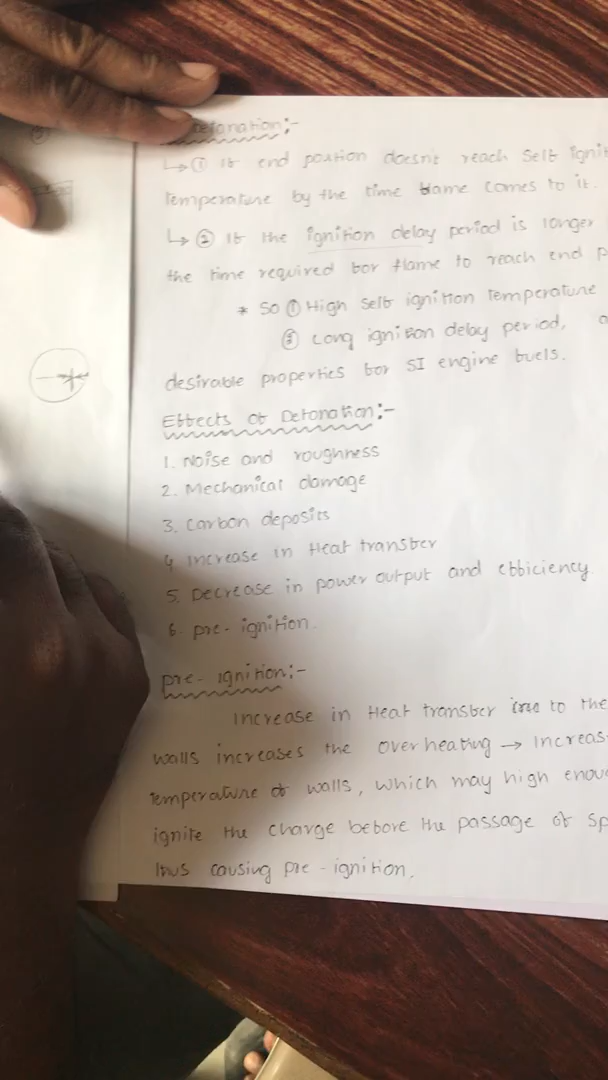 Detonation:-
↳ ① If end poution doesn't reach self ignit
Temperature by the time flame comes to it.
↳ ② If the ignition delay period is longer
the time required for flame to reach end p
* So ① High self ignition Temperature
② Long ignition delay period, a
desirable properties for SI engine fuels.
Effects of Detonation:-
1. Noise and roughness
2. Mechanical damage
3. Carbon deposits
4 increase in Heat transfer
5. Decrease in power output and efficiency.
6. pre-ignition.
pre-ignition:-
Increase in Heat transfer to the
walls increases the overheating → Increas
temperature of walls, which may high enou
ignite the charge before the passage of sp
thus causing pre-ignition.